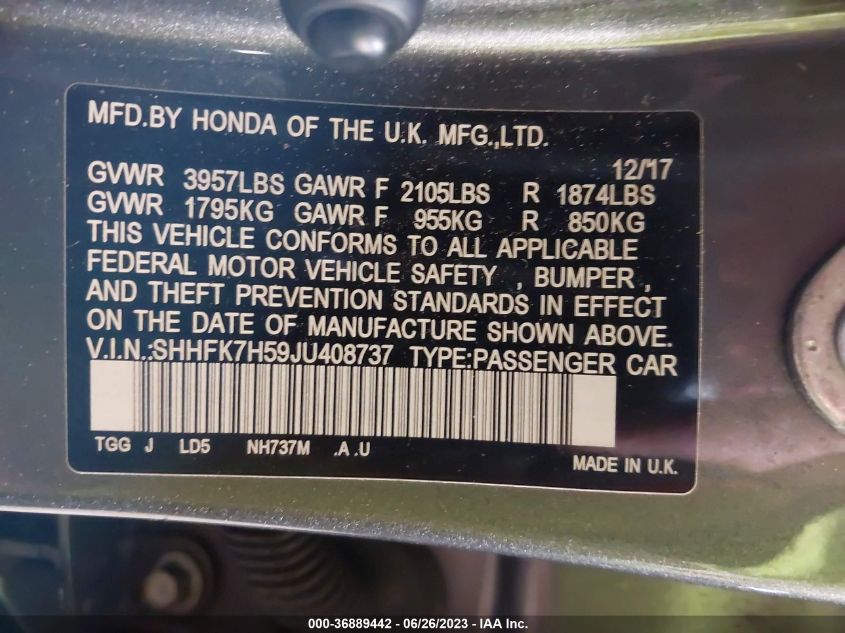 MFD.BY HONDA OF THE U.K. MFG.,LTD.
12/17
GVWR 3957LBS GAWR F 2105LBS R 1874LBS
GVWR 1795KG GAWR F 955KG R 850KG
THIS VEHICLE CONFORMS TO ALL APPLICABLE
FEDERAL MOTOR VEHICLE SAFETY , BUMPER ,
AND THEFT PREVENTION STANDARDS IN EFFECT
ON THE DATE OF MANUFACTURE SHOWN ABOVE.
V.I.N.:SHHFK7H59JU408737 TYPE:PASSENGER CAR
TGG J LD5 NH737M .A .U
MADE IN U.K.
000-36889442 - 06/26/2023 - IAA Inc.